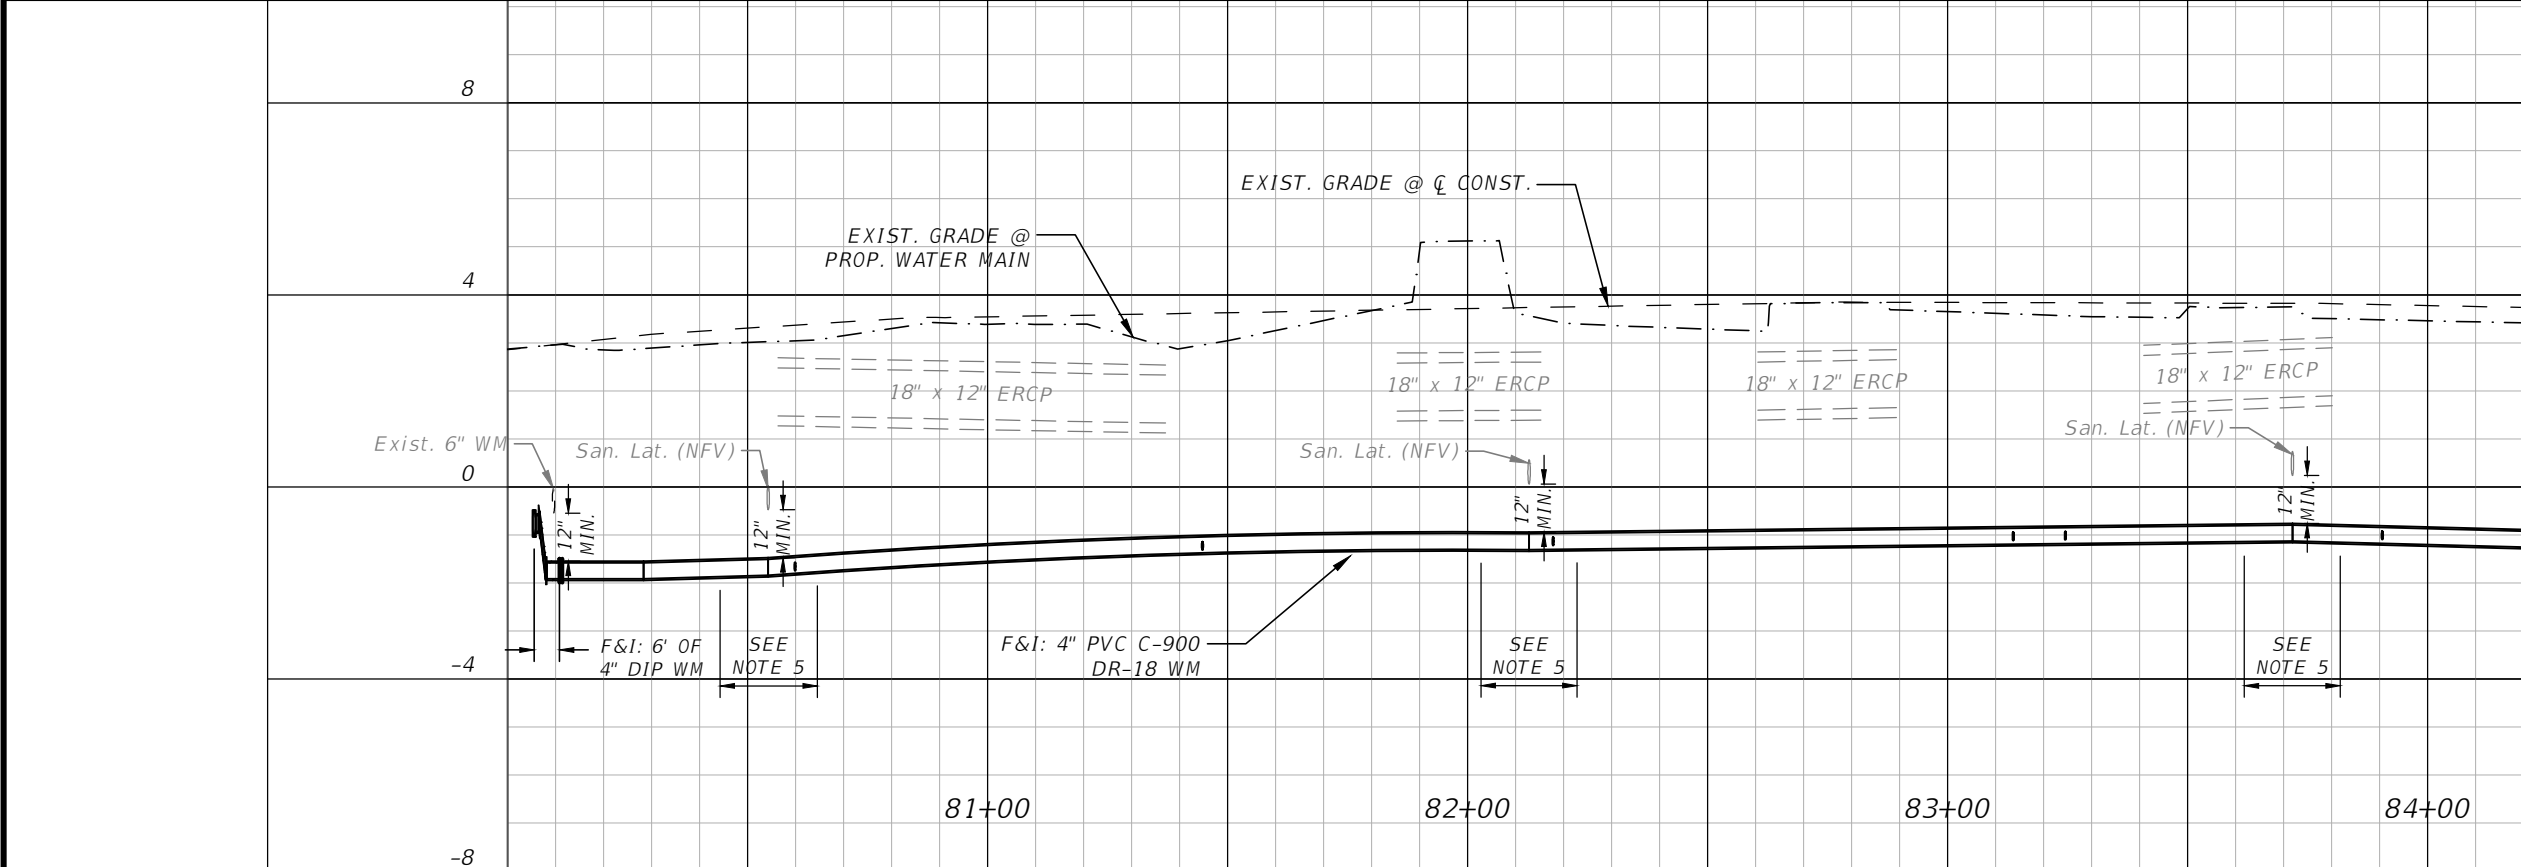 8
EXIST. GRADE @ ℄ CONST.
EXIST. GRADE @
PROP. WATER MAIN
4
18" x 12" ERCP
18" x 12" ERCP
18" x 12" ERCP
18" x 12" ERCP
Exist. 6" WM
San. Lat. (NFV)
San. Lat. (NFV)
San. Lat. (NFV)
0
12"
MIN.
12"
MIN.
12"
MIN.
12"
MIN.
F&I: 6' OF
4" DIP WM
SEE
NOTE 5
F&I: 4" PVC C-900
DR-18 WM
SEE
NOTE 5
SEE
NOTE 5
-4
81+00
82+00
83+00
84+00
-8